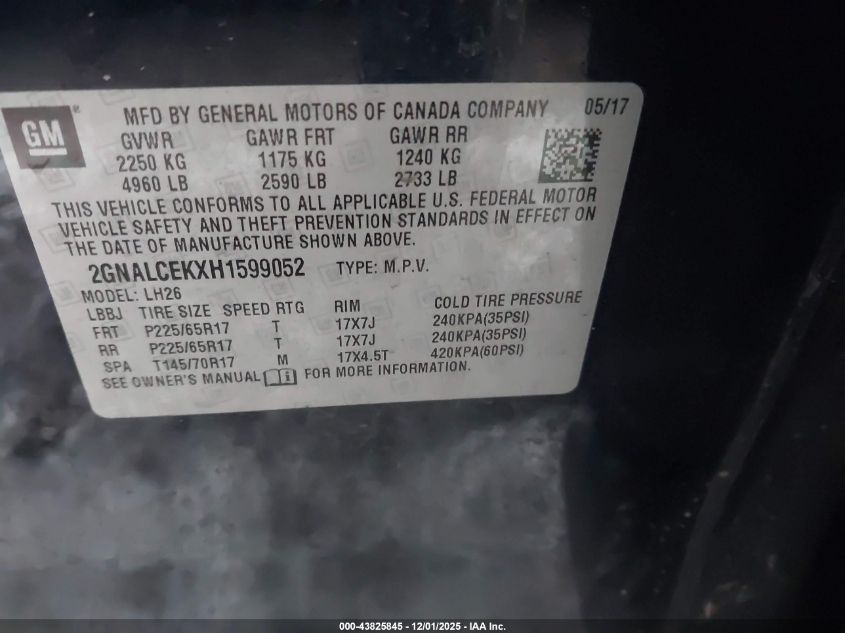 GM ®
MFD BY GENERAL MOTORS OF CANADA COMPANY 05/17
GVWR GAWR FRT GAWR RR
2250 KG 1175 KG 1240 KG
4960 LB 2590 LB 2733 LB
THIS VEHICLE CONFORMS TO ALL APPLICABLE U.S. FEDERAL MOTOR
VEHICLE SAFETY AND THEFT PREVENTION STANDARDS IN EFFECT ON
THE DATE OF MANUFACTURE SHOWN ABOVE.
2GNALCEKXH1599052 TYPE: M.P.V.
MODEL: LH26
LBBJ TIRE SIZE SPEED RTG RIM COLD TIRE PRESSURE
FRT P225/65R17 T 17X7J 240KPA(35PSI)
RR P225/65R17 T 17X7J 240KPA(35PSI)
SPA T145/70R17 M 17X4.5T 420KPA(60PSI)
SEE OWNER'S MANUAL i FOR MORE INFORMATION.
000-43825845 - 12/01/2025 - IAA Inc.